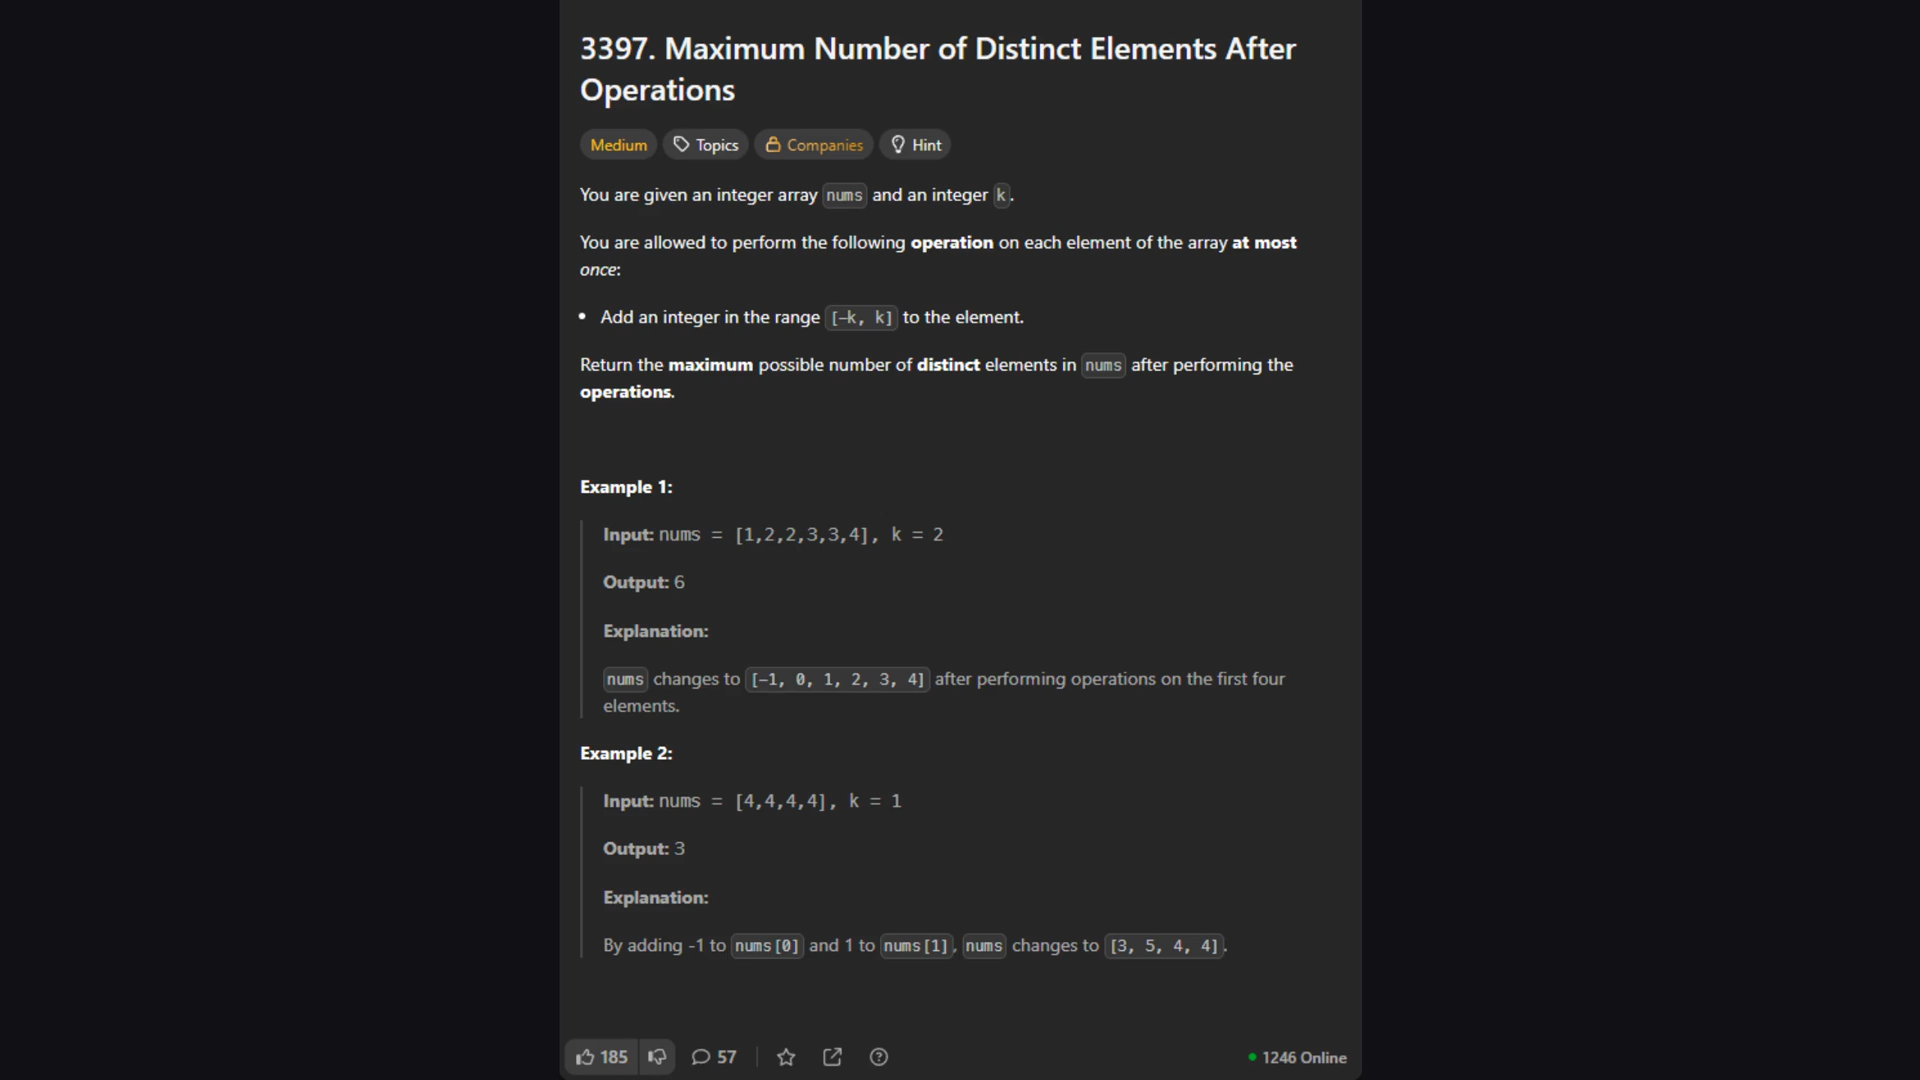 3397. Maximum Number of Distinct Elements After
Operations
Medium Topics Companies Hint
You are given an integer array nums and an integer k.
You are allowed to perform the following operation on each element of the array at most
once:
• Add an integer in the range [-k, k] to the element.
Return the maximum possible number of distinct elements in nums after performing the
operations.
Example 1:
Input: nums = [1,2,2,3,3,4], k = 2
Output: 6
Explanation:
nums changes to [-1, 0, 1, 2, 3, 4] after performing operations on the first four
elements.
Example 2:
Input: nums = [4,4,4,4], k = 1
Output: 3
Explanation:
By adding -1 to nums[0] and 1 to nums[1], nums changes to [3, 5, 4, 4].
185 57 1246 Online